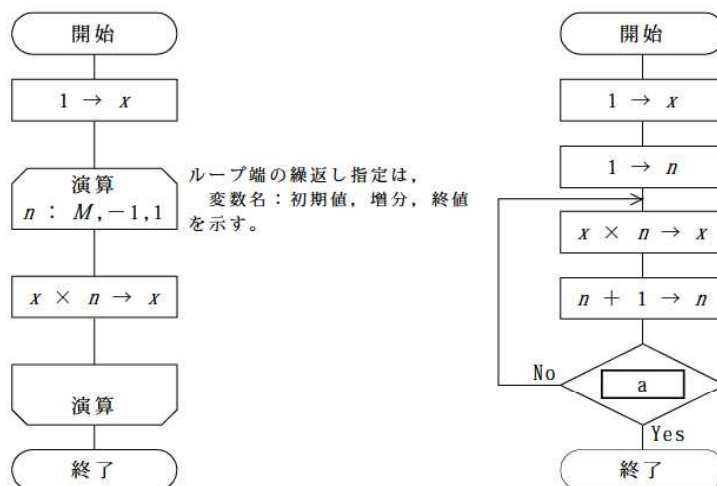 開始
1 → x
演算
n : M,-1,1
x × n → x
演算
終了
ループ端の繰返し指定は,
変数名:初期値, 増分, 終値
を示す。
開始
1 → x
1 → n
x × n → x
n + 1 → n
a
No
Yes
終了